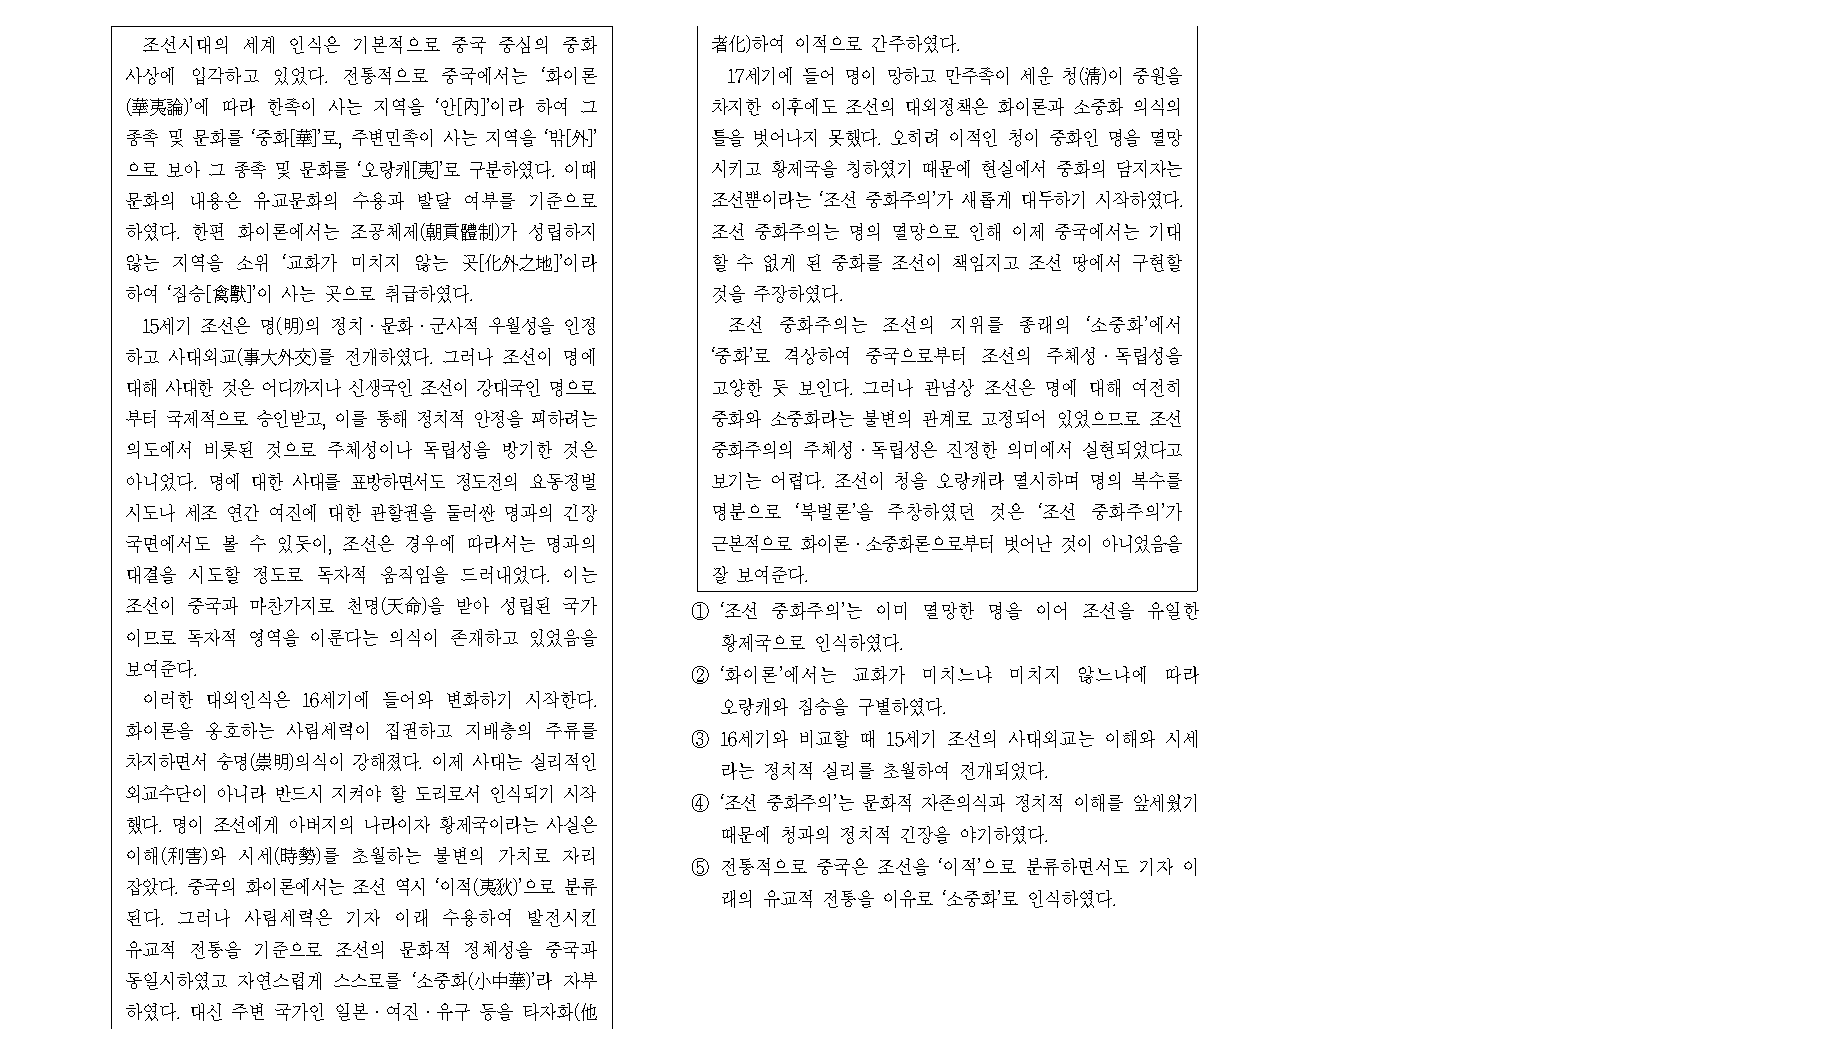 조선시대의 세계 인식은 기본적으로 중국 중심의 중화
사상에 입각하고 있었다. 전통적으로 중국에서는 ‘화이론
(華夷論)’에 따라 한족이 사는 지역을 ‘안[內]’이라 하여 그
종족 및 문화를 ‘중화[華]’로, 주변민족이 사는 지역을 ‘밖[外]’
으로 보아 그 종족 및 문화를 ‘오랑캐[夷]’로 구분하였다. 이때
문화의 내용은 유교문화의 수용과 발달 여부를 기준으로
하였다. 한편 화이론에서는 조공체제(朝貢體制)가 성립하지
않는 지역을 소위 ‘교화가 미치지 않는 곳[化外之地]’이라
하여 ‘짐승[禽獸]’이 사는 곳으로 취급하였다.
15세기 조선은 명(明)의 정치·문화·군사적 우월성을 인정
하고 사대외교(事大外交)를 전개하였다. 그러나 조선이 명에
대해 사대한 것은 어디까지나 신생국인 조선이 강대국인 명으로
부터 국제적으로 승인받고, 이를 통해 정치적 안정을 꾀하려는
의도에서 비롯된 것으로 주체성이나 독립성을 방기한 것은
아니었다. 명에 대한 사대를 표방하면서도 정도전의 요동정벌
시도나 세조 연간 여진에 대한 관할권을 둘러싼 명과의 긴장
국면에서도 볼 수 있듯이, 조선은 경우에 따라서는 명과의
대결을 시도할 정도로 독자적 움직임을 드러내었다. 이는
조선이 중국과 마찬가지로 천명(天命)을 받아 성립된 국가
이므로 독자적 영역을 이룬다는 의식이 존재하고 있었음을
보여준다.
이러한 대외인식은 16세기에 들어와 변화하기 시작한다.
화이론을 옹호하는 사림세력이 집권하고 지배층의 주류를
차지하면서 숭명(崇明)의식이 강해졌다. 이제 사대는 실리적인
외교수단이 아니라 반드시 지켜야 할 도리로서 인식되기 시작
했다. 명이 조선에게 아버지의 나라이자 황제국이라는 사실은
이해(利害)와 시세(時勢)를 초월하는 불변의 가치로 자리
잡았다. 중국의 화이론에서는 조선 역시 ‘이적(夷狄)’으로 분류
된다. 그러나 사림세력은 기자 이래 수용하여 발전시킨
유교적 전통을 기준으로 조선의 문화적 정체성을 중국과
동일시하였고 자연스럽게 스스로를 ‘소중화(小中華)’라 자부
하였다. 대신 주변 국가인 일본·여진·유구 등을 타자화(他
者化)하여 이적으로 간주하였다.
17세기에 들어 명이 망하고 만주족이 세운 청(淸)이 중원을
차지한 이후에도 조선의 대외정책은 화이론과 소중화 의식의
틀을 벗어나지 못했다. 오히려 이적인 청이 중화인 명을 멸망
시키고 황제국을 칭하였기 때문에 현실에서 중화의 담지자는
조선뿐이라는 ‘조선 중화주의’가 새롭게 대두하기 시작하였다.
조선 중화주의는 명의 멸망으로 인해 이제 중국에서는 기대
할 수 없게 된 중화를 조선이 책임지고 조선 땅에서 구현할
것을 주장하였다.
조선 중화주의는 조선의 지위를 종래의 ‘소중화’에서
‘중화’로 격상하여 중국으로부터 조선의 주체성·독립성을
고양한 듯 보인다. 그러나 관념상 조선은 명에 대해 여전히
중화와 소중화라는 불변의 관계로 고정되어 있었으므로 조선
중화주의의 주체성·독립성은 진정한 의미에서 실현되었다고
보기는 어렵다. 조선이 청을 오랑캐라 멸시하며 명의 복수를
명분으로 ‘북벌론’을 주창하였던 것은 ‘조선 중화주의’가
근본적으로 화이론·소중화론으로부터 벗어난 것이 아니었음을
잘 보여준다.
① ‘조선 중화주의’는 이미 멸망한 명을 이어 조선을 유일한
황제국으로 인식하였다.
② ‘화이론’에서는 교화가 미치느냐 미치지 않느냐에 따라
오랑캐와 짐승을 구별하였다.
③ 16세기와 비교할 때 15세기 조선의 사대외교는 이해와 시세
라는 정치적 실리를 초월하여 전개되었다.
④ ‘조선 중화주의’는 문화적 자존의식과 정치적 이해를 앞세웠기
때문에 청과의 정치적 긴장을 야기하였다.
⑤ 전통적으로 중국은 조선을 ‘이적’으로 분류하면서도 기자 이
래의 유교적 전통을 이유로 ‘소중화’로 인식하였다.